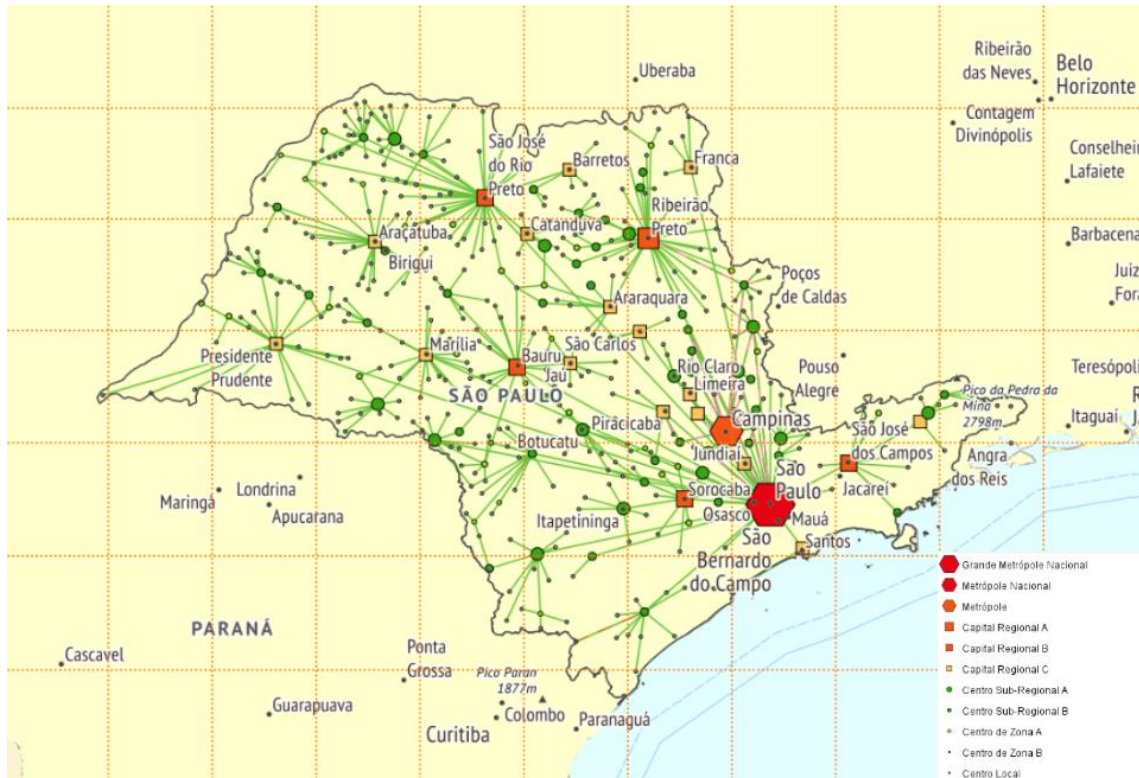 Uberaba
Ribeirão
das Neves
Belo
Horizonte
Contagem
Divinópolis
Conselheir
Lafaiete
São José
do Rio
Preto
Barretos
Franca
Ribeirão
Preto
Catanduva
Araçatuba
Birigui
Barbacena
Juiz
Fora
Poços
de Caldas
Araraquara
São Carlos
Presidente
Prudente
Marília
Bauru
Jaú
SÃO PAULO
Rio Claro
Limeira
Pouso
Alegre
Teresópoli
Pico da Pedra da
Mina
2798m
R
Itaguaí
J
Piracicaba
Campinas
Botucatu
São José
dos Campos
Jundiaí
Angra
dos Reis
São
Paulo
Maringá
Londrina
Apucarana
Sorocaba
Jacareí
Itapetininga
Osasco
Mauá
São
Bernardo
do Campo
Santos
PARANÁ
Cascavel
Ponta
Grossa
Pico Paran
1877m
Guarapuava
Colombo
Curitiba
Paranaguá
Grande Metrópole Nacional
Metrópole Nacional
Metrópole
Capital Regional A
Capital Regional B
Capital Regional C
Centro Sub-Regional A
Centro Sub-Regional B
Centro de Zona A
Centro de Zona B
Centro Local